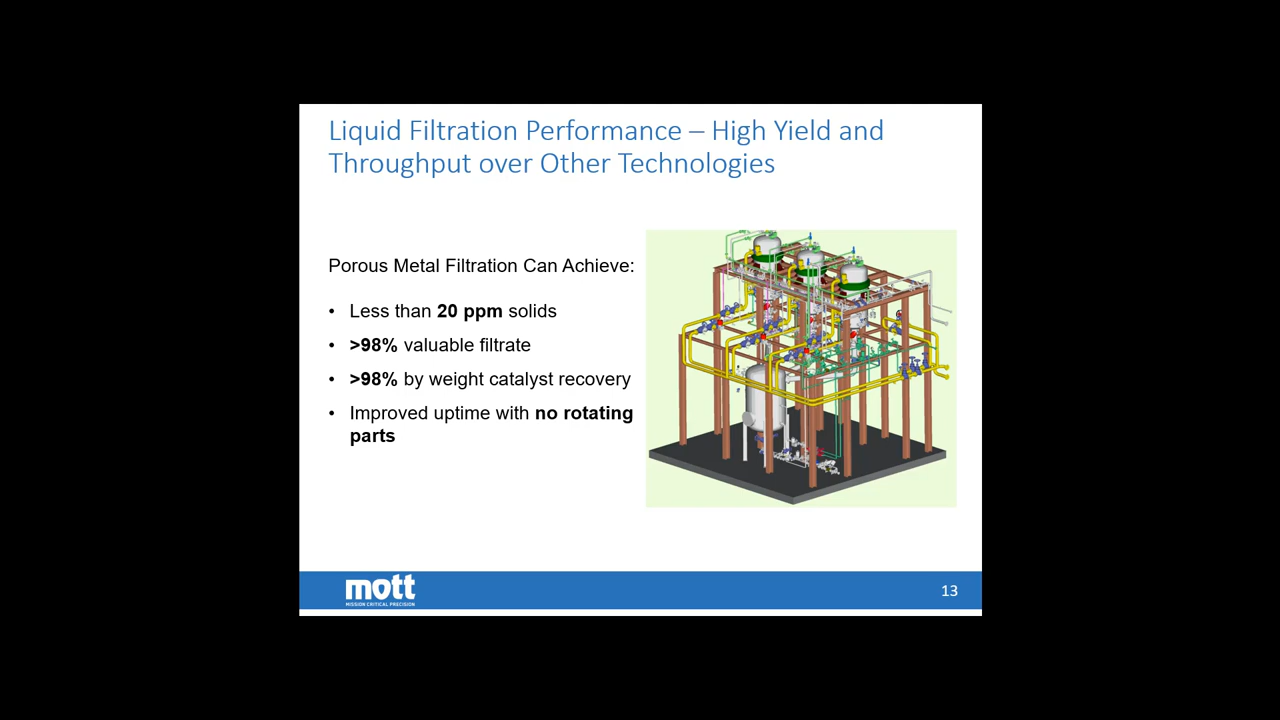 Liquid Filtration Performance – High Yield and
Throughput over Other Technologies
Porous Metal Filtration Can Achieve:
• Less than 20 ppm solids
• >98% valuable filtrate
• >98% by weight catalyst recovery
• Improved uptime with no rotating
parts
mott
MISSION CRITICAL PRECISION
13